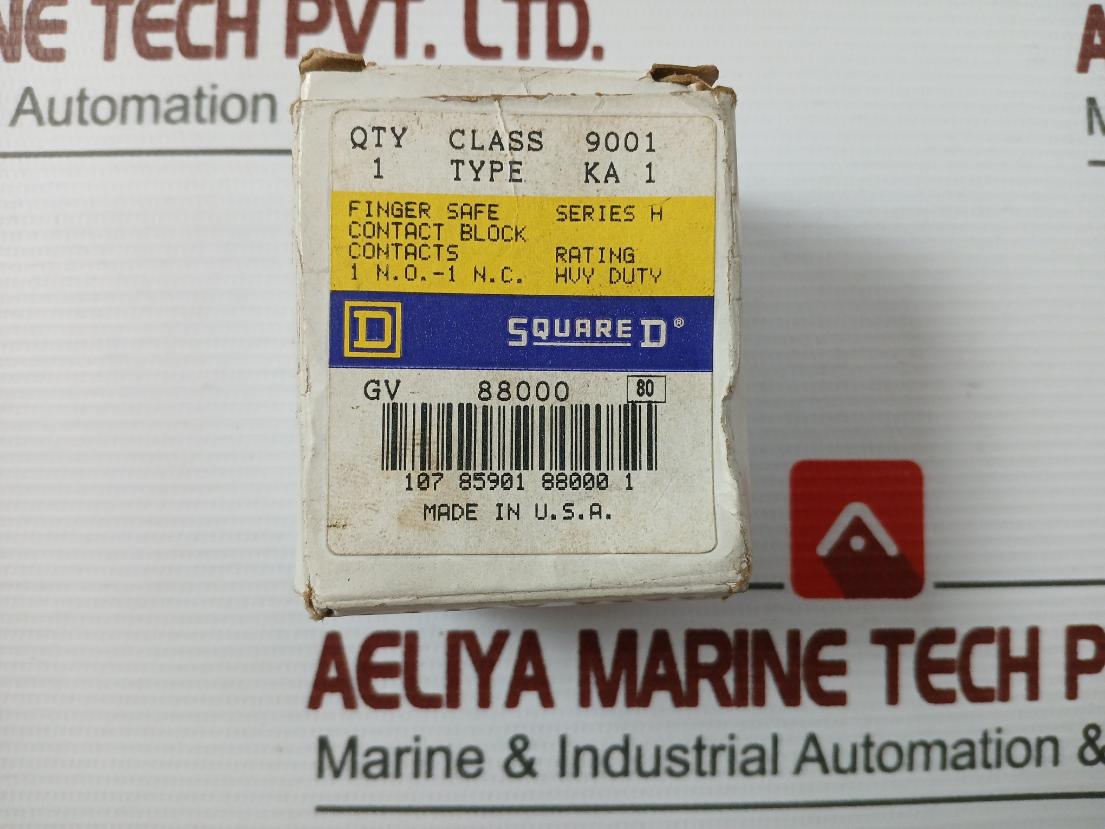 NE TECH PVT. LTD.
Automation
QTY CLASS 9001
1 TYPE KA 1
FINGER SAFE SERIES H
CONTACT BLOCK
CONTACTS RATING
1 N.O.-1 N.C. HVY DUTY
D SQUARE D ®
GV 88000 80
107 85901 88000 1
MADE IN U.S.A.
AELIYA MARINE TECH P
Marine & Industrial Automation &